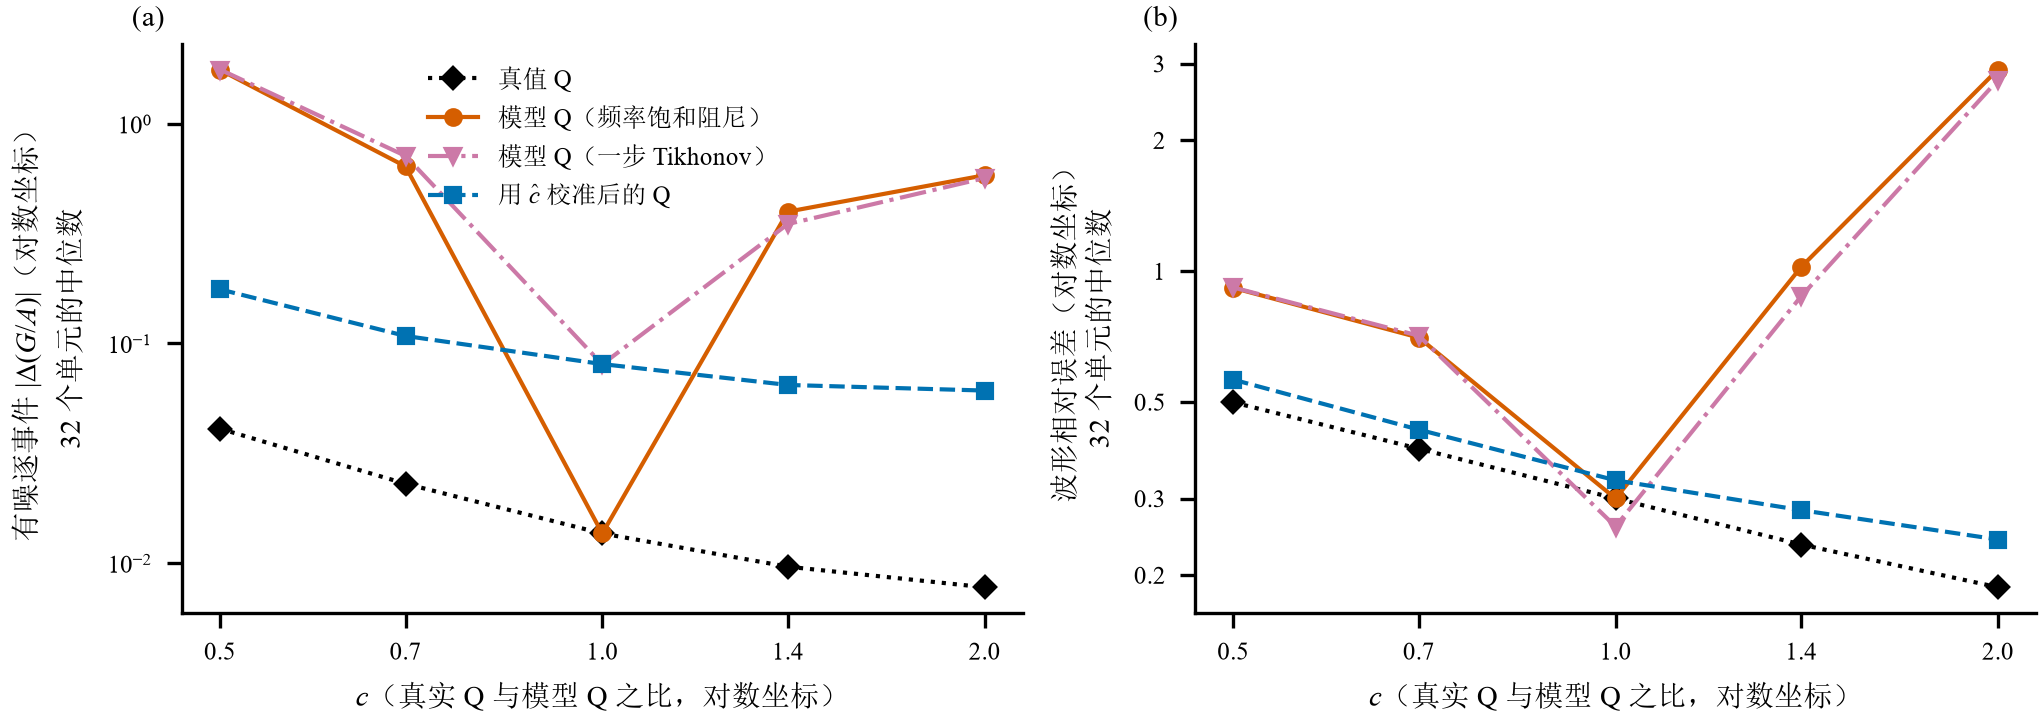 (a)
有噪逐事件 |Δ(G/A)|（对数坐标）
32 个单元的中位数
10⁰
10⁻¹
10⁻²
真值 Q
模型 Q（频率饱和阻尼）
模型 Q（一步 Tikhonov）
用 ĉ 校准后的 Q
0.5 0.7 1.0 1.4 2.0
c（真实 Q 与模型 Q 之比，对数坐标）
(b)
波形相对误差（对数坐标）
32 个单元的中位数
3
2
1
0.5
0.3
0.2
0.5 0.7 1.0 1.4 2.0
c（真实 Q 与模型 Q 之比，对数坐标）